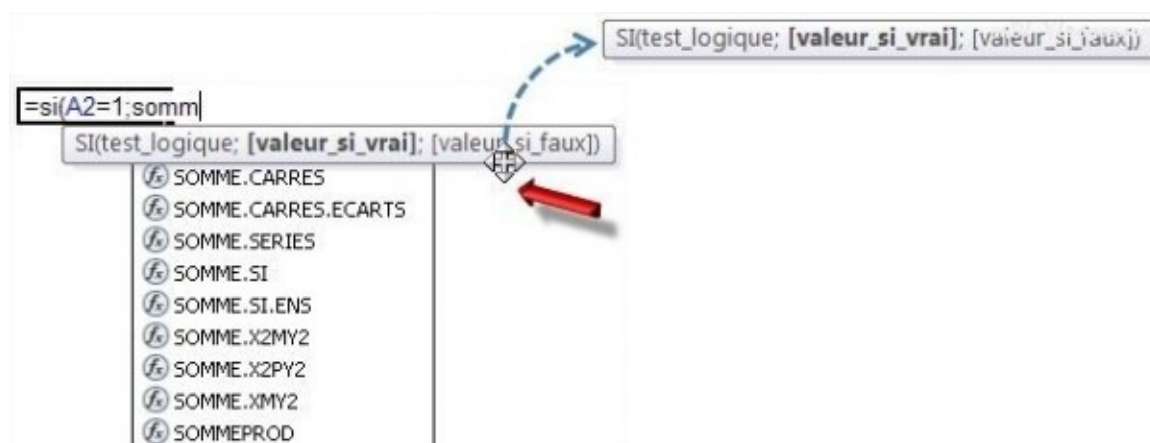 SI(test_logique; [valeur_si_vrai]; [valeur_si_faux])
=si(A2=1;somm
SI(test_logique; [valeur_si_vrai]; [valeur_si_faux])
SOMME.CARRES
SOMME.CARRES.ECARTS
SOMME.SERIES
SOMME.SI
SOMME.SI.ENS
SOMME.X2MY2
SOMME.X2PY2
SOMME.XMY2
SOMMEPROD